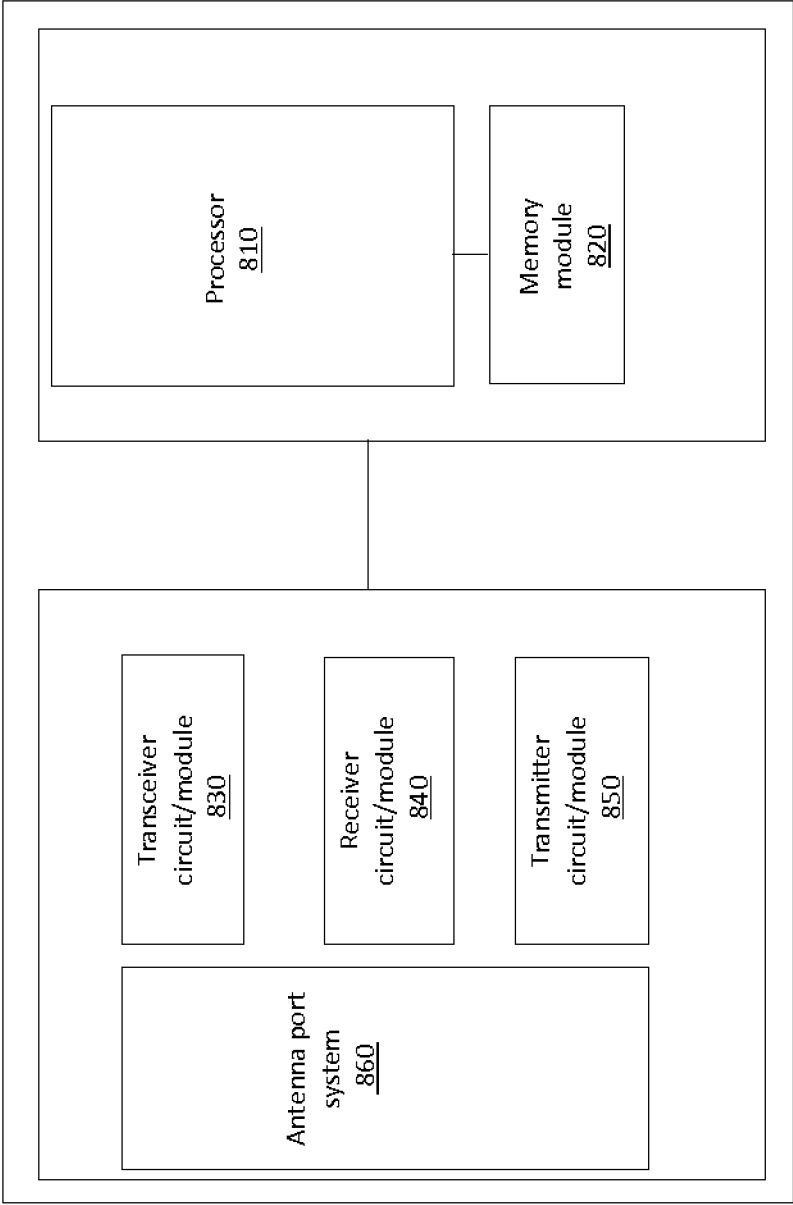 Antenna port
system
860
Transceiver
circuit/module
830
Receiver
circuit/module
840
Transmitter
circuit/module
850
Processor
810
Memory
module
820